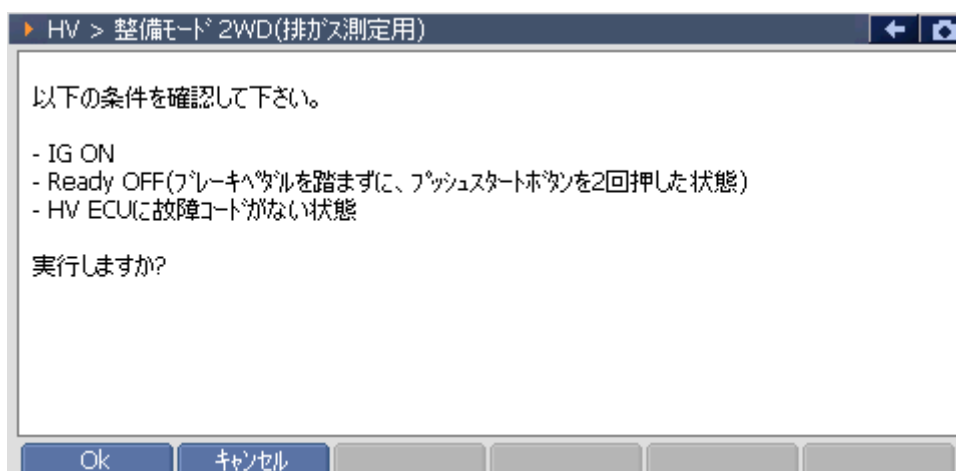 HV > 整備ﾓｰﾄﾞ 2WD(排ｶﾞｽ測定用)
以下の条件を確認して下さい。
- IG ON
- Ready OFF(ﾌﾞﾚｰｷﾍﾟﾀﾞﾙを踏まずに、ﾌﾟｯｼｭｽﾀｰﾄﾎﾞﾀﾝを2回押した状態)
- HV ECUに故障ｺｰﾄﾞがない状態
実行しますか?
Ok ｷｬﾝｾﾙ